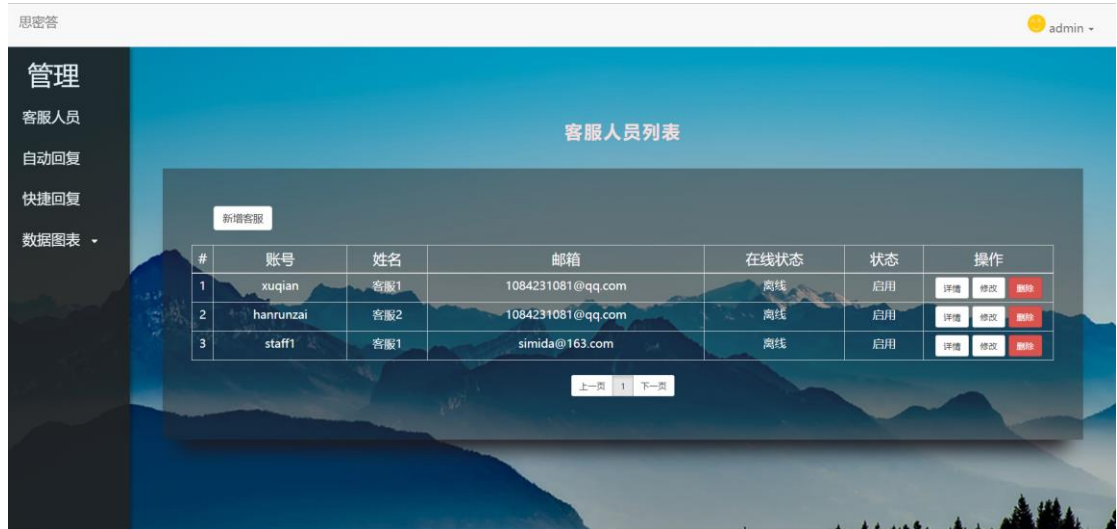 思密答
admin
管理
客服人员
自动回复
快捷回复
数据图表
客服人员列表
新增客服
# 账号 姓名 邮箱 在线状态 状态 操作
1 xuqian 客服1 1084231081@qq.com 离线 启用 详情 修改 删除
2 hanrunzai 客服2 1084231081@qq.com 离线 启用 详情 修改 删除
3 staff1 客服1 simida@163.com 离线 启用 详情 修改 删除
上一页 1 下一页